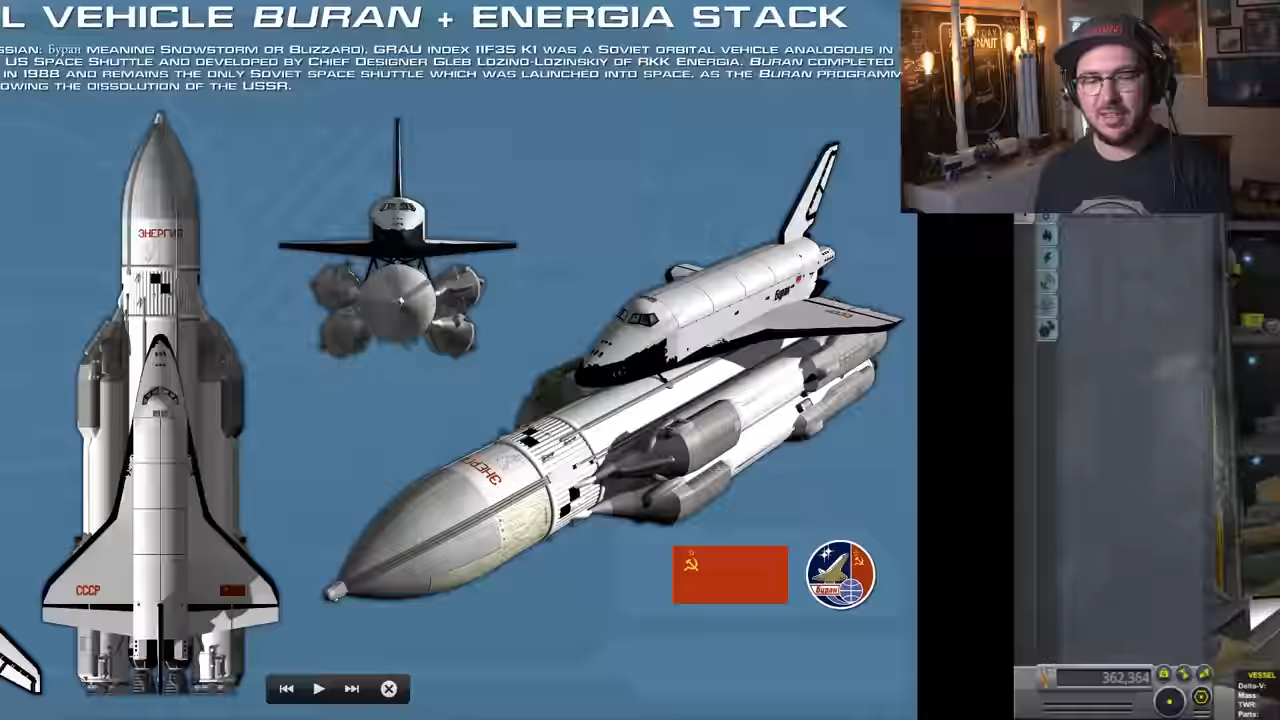 L VEHICLE BURAN + ENERGIA STACK
SSIAN: Буран MEANING SNOWSTORM OR BLIZZARD), GRAU INDEX 11F35 K1 WAS A SOVIET ORBITAL VEHICLE ANALOGOUS IN
US SPACE SHUTTLE AND DEVELOPED BY CHIEF DESIGNER GLEB LOZINO-LOZINSKIY OF RKK ENERGIA. BURAN COMPLETED
IN 1988 AND REMAINS THE ONLY SOVIET SPACE SHUTTLE WHICH WAS LAUNCHED INTO SPACE, AS THE BURAN PROGRAMM
OWING THE DISSOLUTION OF THE USSR.
ЭНЕРГИЯ
Буран
ЭНЕРГ
СССР
Буран
362,364
VESSEL
Delta-V:
Mass:
TWR:
Parts: